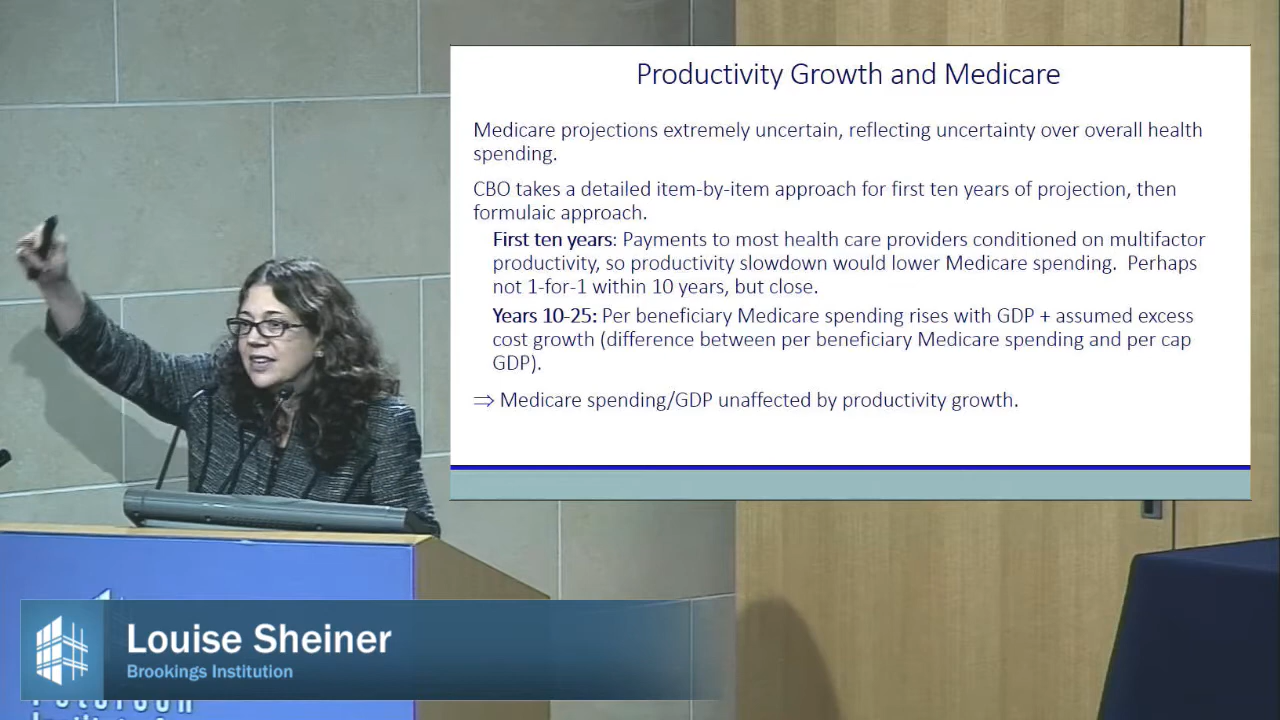 Productivity Growth and Medicare
Medicare projections extremely uncertain, reflecting uncertainty over overall health
spending.
CBO takes a detailed item-by-item approach for first ten years of projection, then
formulaic approach.
First ten years: Payments to most health care providers conditioned on multifactor
productivity, so productivity slowdown would lower Medicare spending. Perhaps
not 1-for-1 within 10 years, but close.
Years 10-25: Per beneficiary Medicare spending rises with GDP + assumed excess
cost growth (difference between per beneficiary Medicare spending and per cap
GDP).
⇒ Medicare spending/GDP unaffected by productivity growth.
Louise Sheiner
Brookings Institution